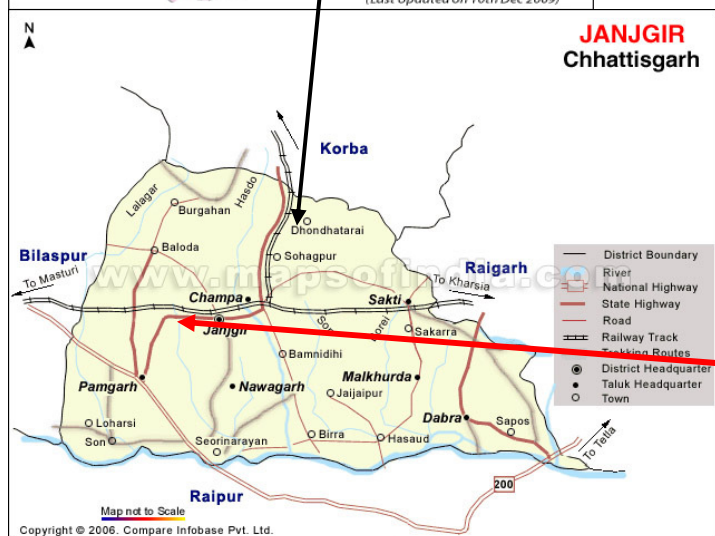 (Last Updated on 10th Dec 2009)
N
JANJGIR
Chhattisgarh
Korba
Hasdo
Lalagar
Burgahan
Dhondhatarai
Baloda
Sohagpur
Bilaspur
Raigarh
To Masturi
www.mapsofindia.com
To Kharsia
Champa
Sakti
Janjgir
Son
Borei
Sakarra
Bamnidihi
Pamgarh
Nawagarh
Malkhurda
Jaijaipur
Dabra
Loharsi
Son
Seorinarayan
Birra
Hasaud
Sapos
To Tetla
200
Raipur
District Boundary
River
National Highway
State Highway
Road
Railway Track
Trekking Routes
District Headquarter
Taluk Headquarter
Town
Map not to Scale
Copyright © 2006. Compare Infobase Pvt. Ltd.